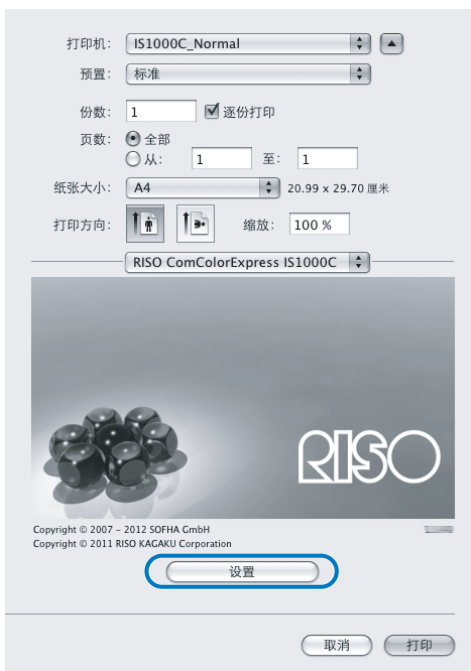 打印机: IS1000C_Normal
预置: 标准
份数: 1 逐份打印
页数: 全部
从: 1 至: 1
纸张大小: A4 20.99 x 29.70 厘米
打印方向: 缩放: 100 %
RISO ComColorExpress IS1000C
RISO
Copyright © 2007 – 2012 SOFHA GmbH
Copyright © 2011 RISO KAGAKU Corporation
设置
取消 打印